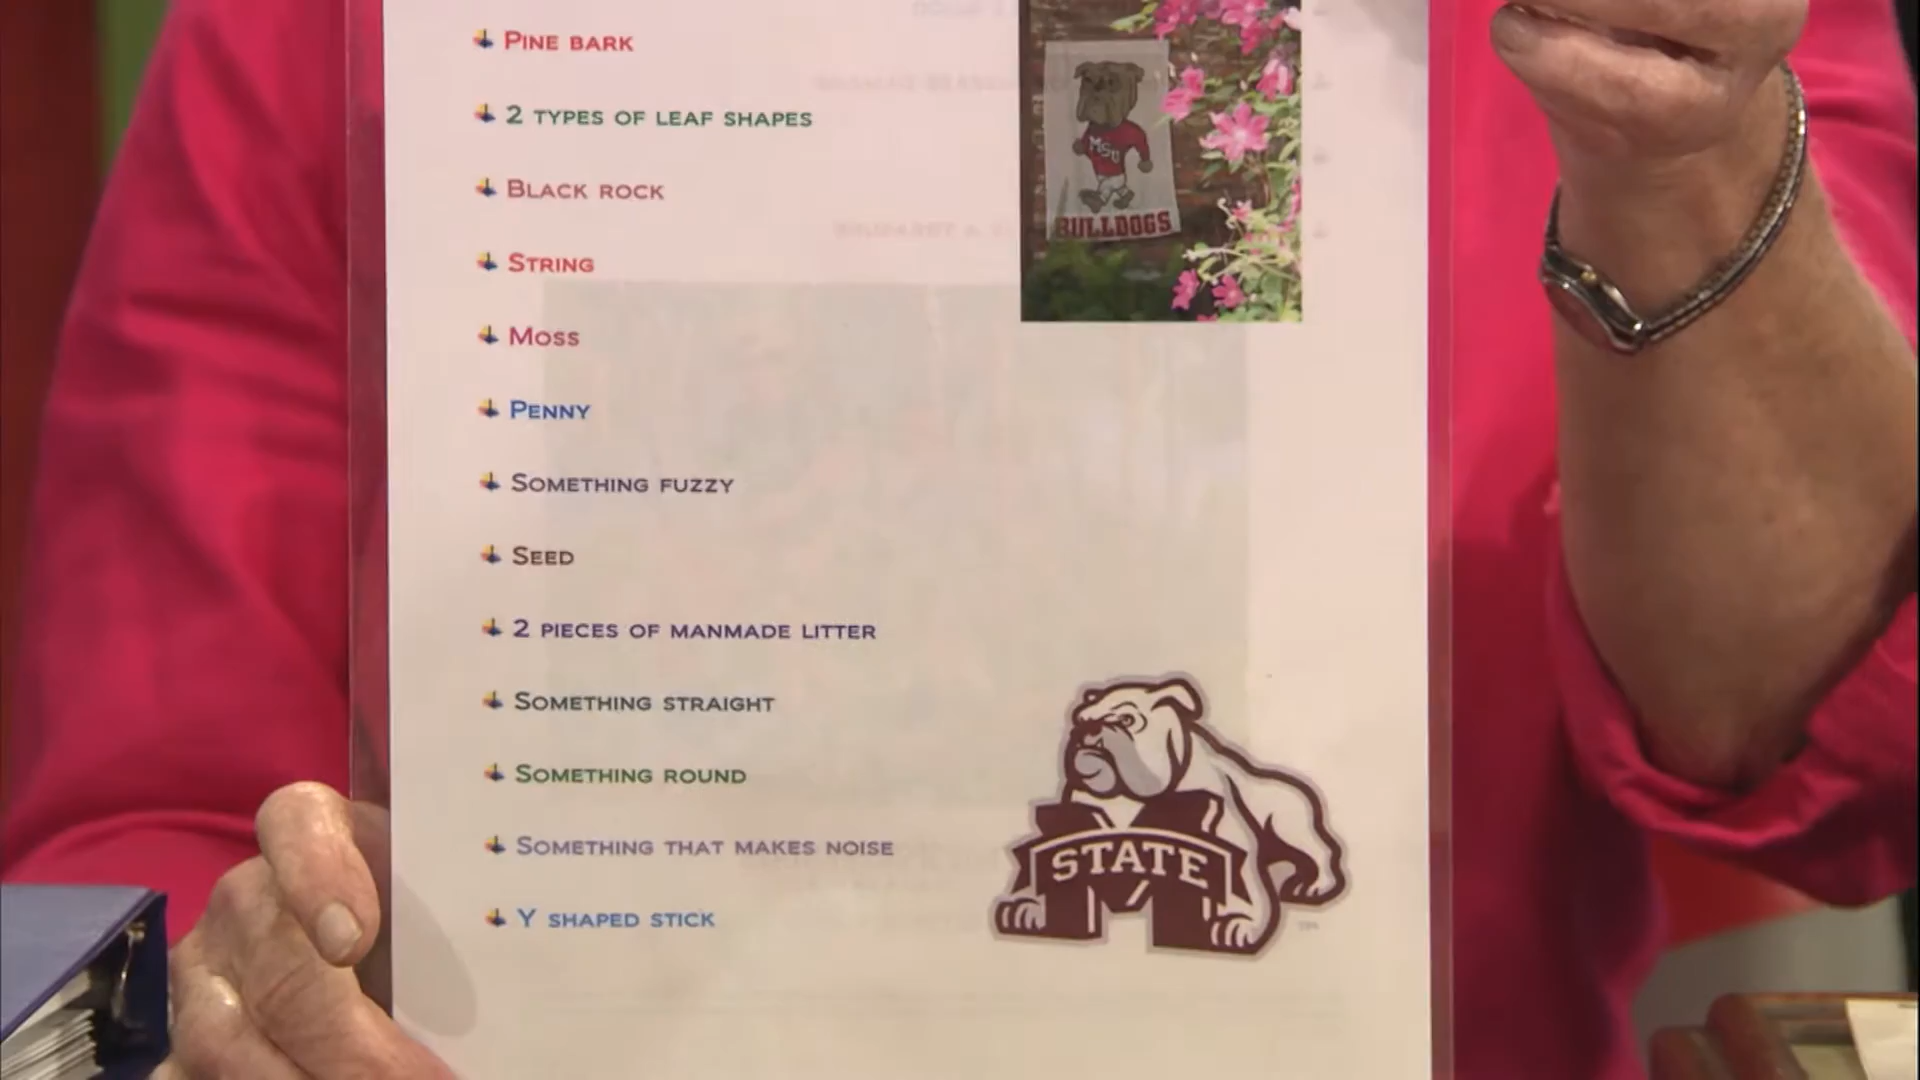 Pine bark
2 types of leaf shapes
Black rock
String
Moss
Penny
Something fuzzy
Seed
2 pieces of manmade litter
Something straight
Something round
Something that makes noise
Y shaped stick
MSU
BULLDOGS
STATE